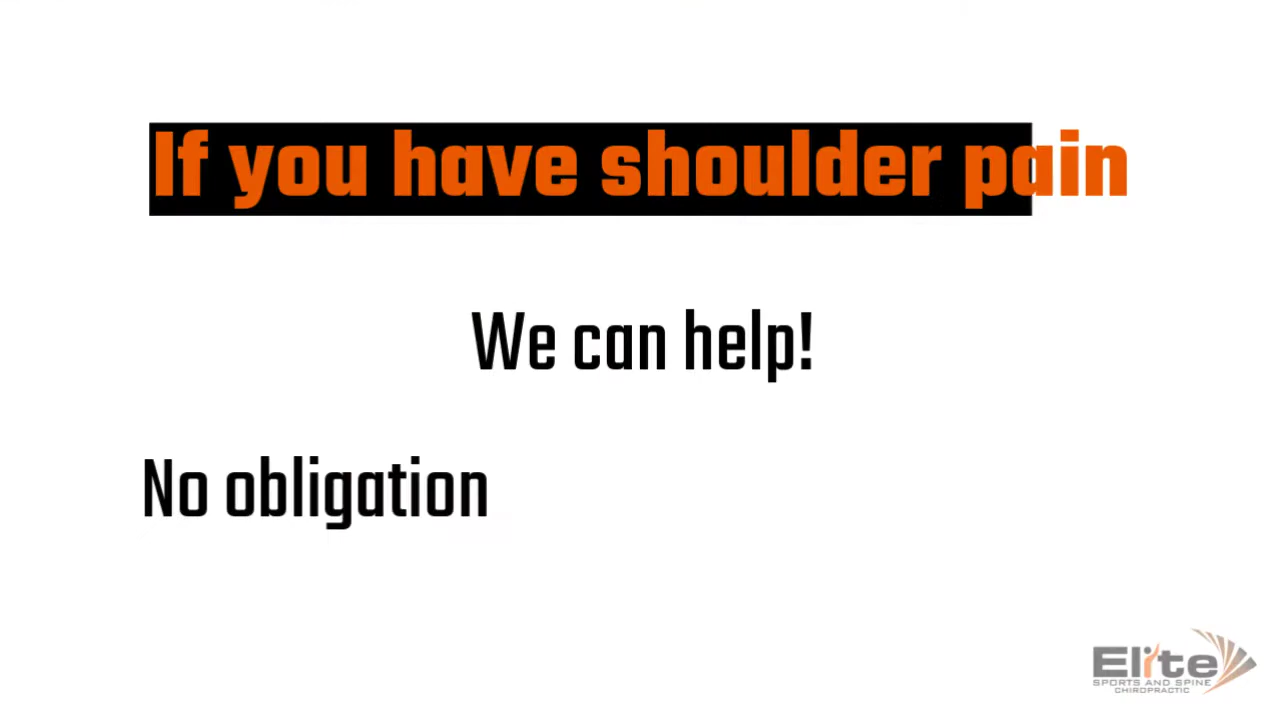 If you have shoulder pain
We can help!
No obligation
Elite
SPORTS AND SPINE
CHIROPRACTIC